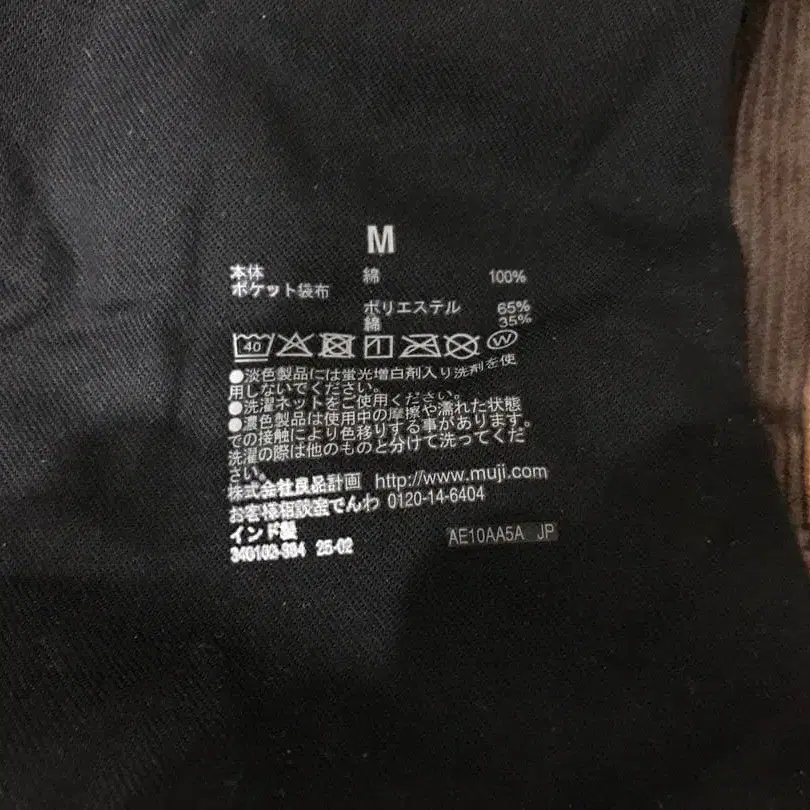 M
本体 綿 100%
ポケット袋布
ポリエステル 65%
綿 35%
40 W
●淡色製品には蛍光増白剤入り洗剤を使
用しないでください。
●洗濯ネットをご使用ください。
●濃色製品は使用中の摩擦や濡れた状態
での接触により色移りする事があります。
洗濯の際は他のものと分けて洗ってくだ
さい。
株式会社良品計画 http://www.muji.com
お客様相談室でんわ 0120-14-6404
インド製
25-02
AE10AA5A JP